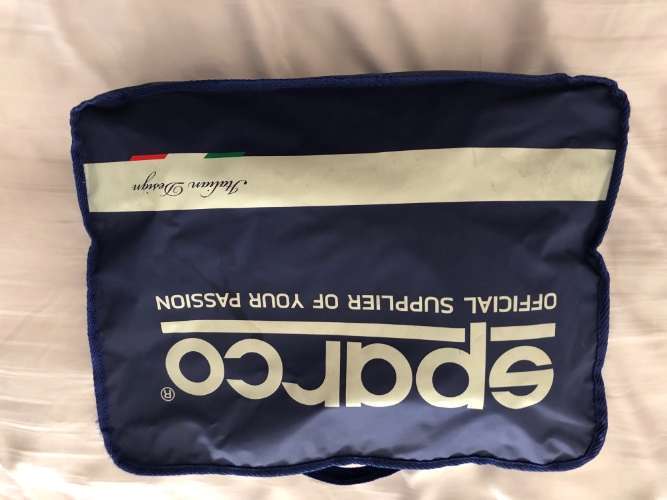 sparco®
OFFICIAL SUPPLIER OF YOUR PASSION
Italian Design